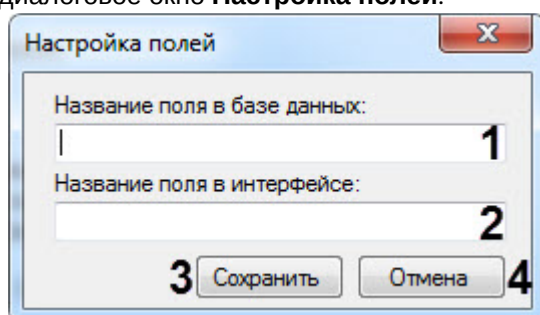 диалоговое окно Настройка полей.
Настройка полей
Название поля в базе данных:
1
Название поля в интерфейсе:
2
3 Сохранить Отмена 4